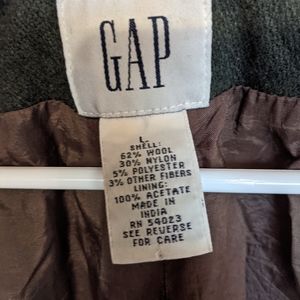 GAP
L
SHELL:
62% WOOL
30% NYLON
5% POLYESTER
3% OTHER FIBERS
LINING:
100% ACETATE
MADE IN
INDIA
RN 54023
SEE REVERSE
FOR CARE